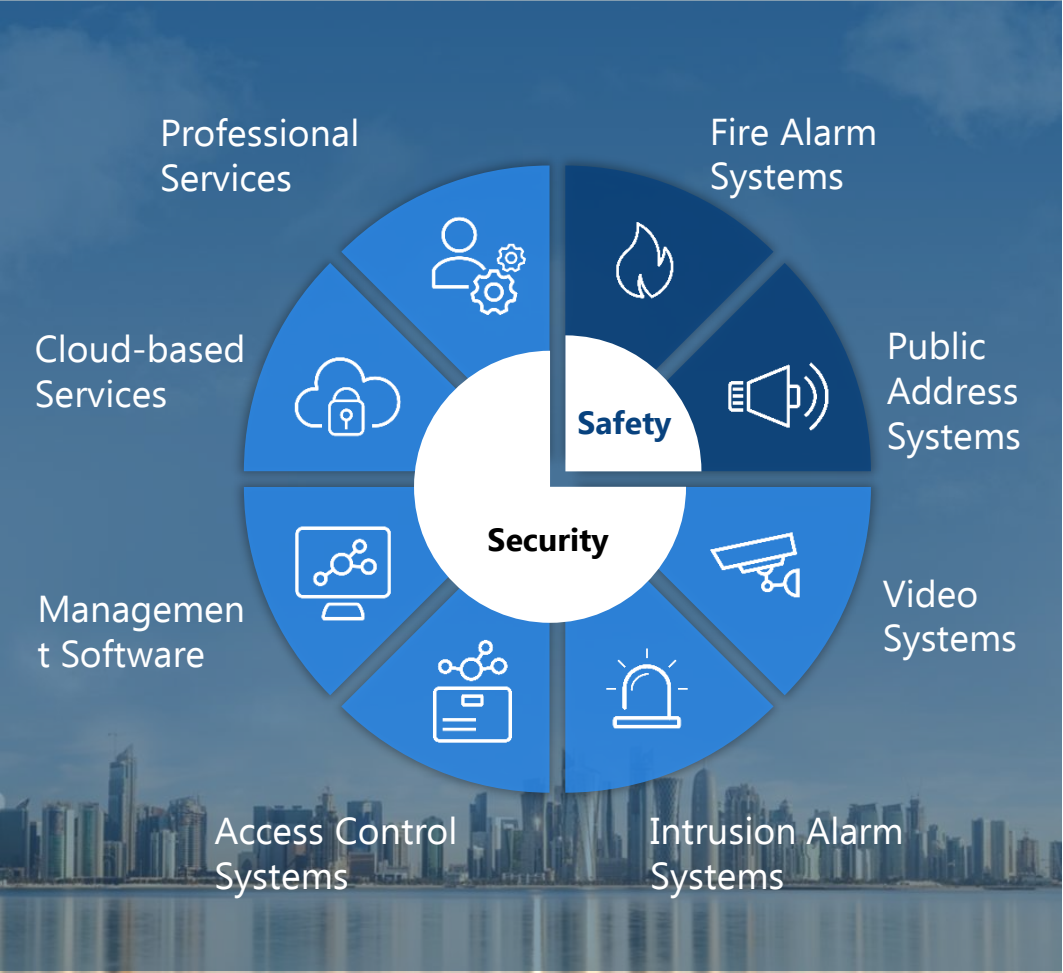 Professional
Services
Fire Alarm
Systems
Cloud-based
Services
Public
Address
Systems
Safety
Security
Managemen
t Software
Video
Systems
Access Control
Systems
Intrusion Alarm
Systems